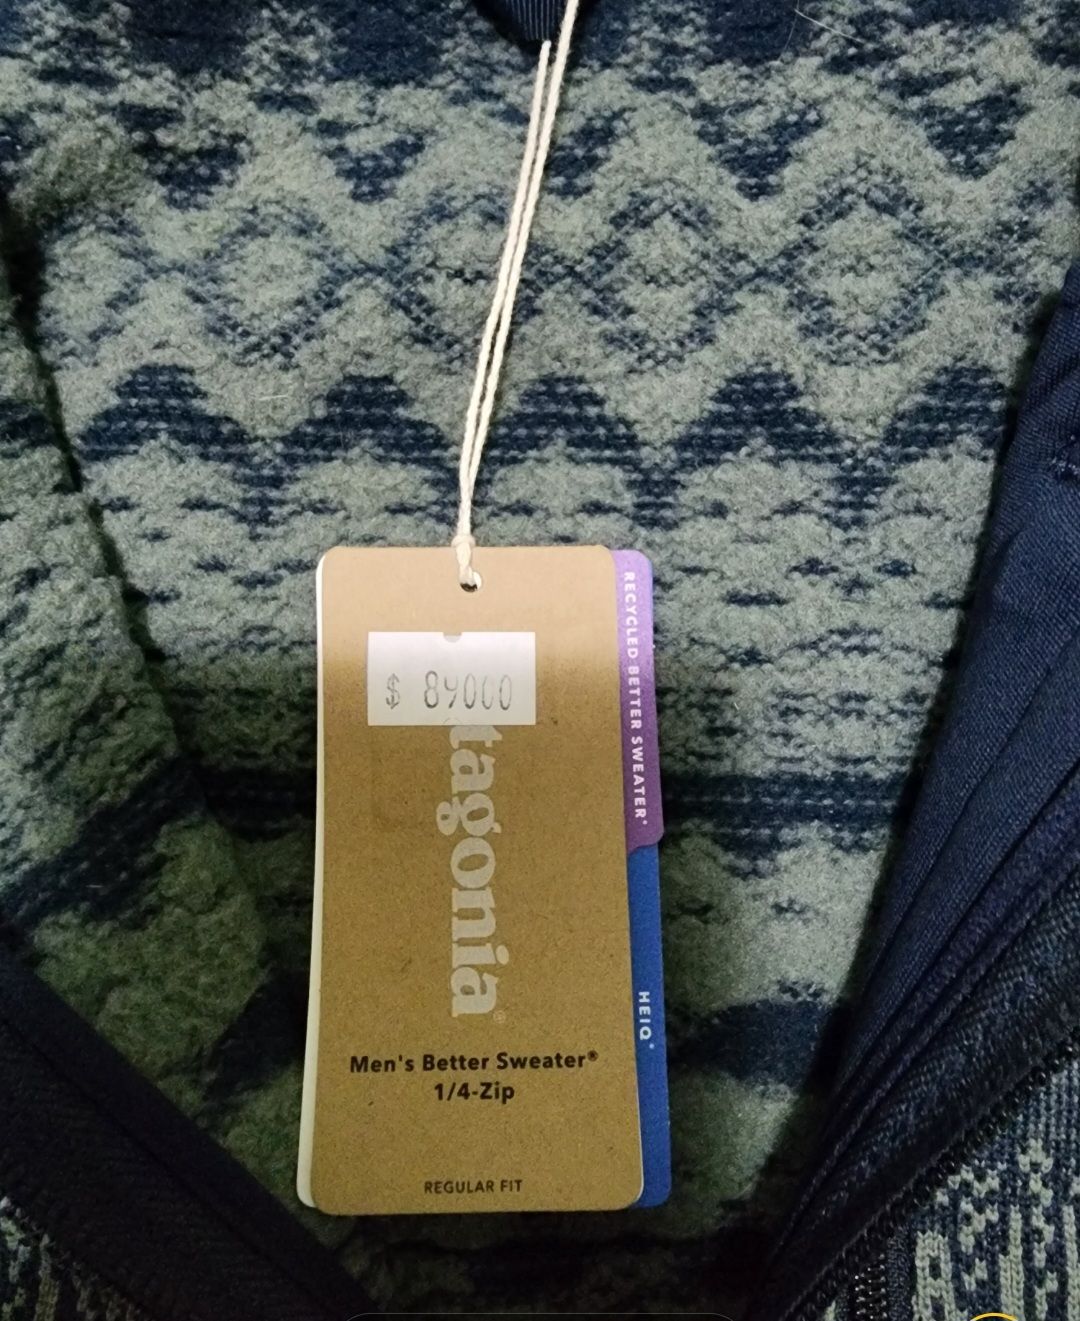 $ 89000
tagonia®
Men's Better Sweater®
1/4-Zip
REGULAR FIT
RECYCLED BETTER SWEATER®
HEIQ®